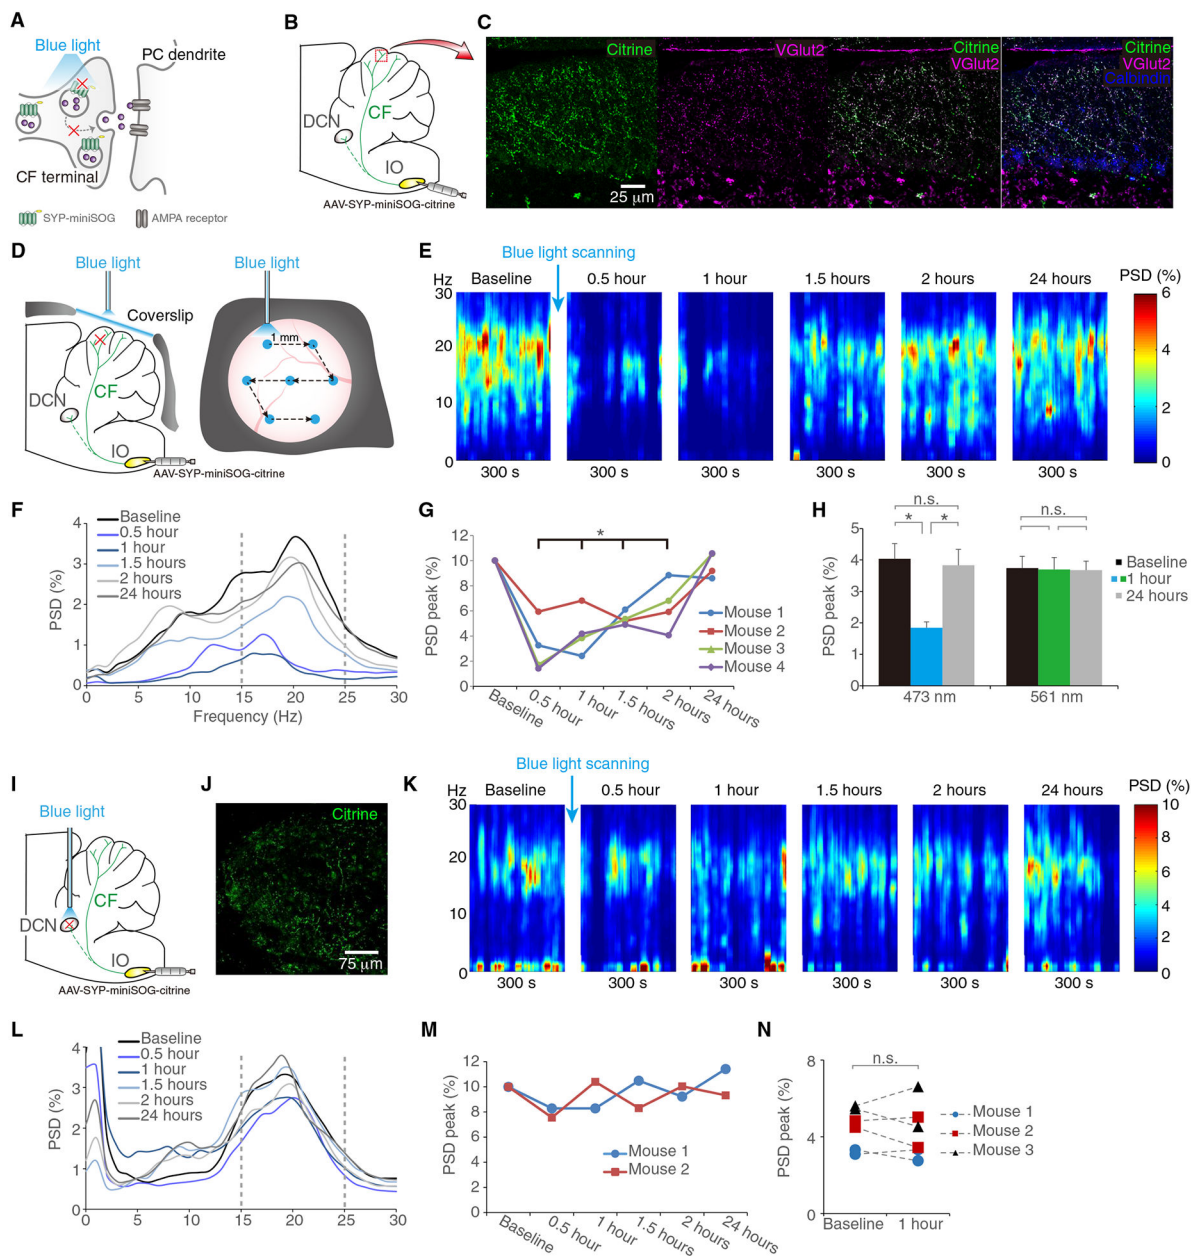 A
Blue light
PC dendrite
CF terminal
SYP-miniSOG
AMPA receptor
B
CF
DCN
IO
AAV-SYP-miniSOG-citrine
C
Citrine
25 μm
VGlut2
Citrine
VGlut2
Citrine
VGlut2
Calbindin
D
Blue light
Blue light
Coverslip
1 mm
CF
DCN
IO
AAV-SYP-miniSOG-citrine
E
Blue light scanning
Hz
Baseline
0.5 hour
1 hour
1.5 hours
2 hours
24 hours
PSD (%)
30
20
10
0
300 s
300 s
300 s
300 s
300 s
300 s
6
4
2
0
F
Baseline
0.5 hour
1 hour
1.5 hours
2 hours
24 hours
PSD (%)
4
3
2
1
0
0 5 10 15 20 25 30
Frequency (Hz)
G
*
PSD peak (%)
12
10
8
6
4
2
0
Mouse 1
Mouse 2
Mouse 3
Mouse 4
Baseline
0.5 hour
1 hour
1.5 hours
2 hours
24 hours
H
n.s.
* *
n.s.
PSD peak (%)
5
4
3
2
1
0
Baseline
1 hour
24 hours
473 nm
561 nm
I
Blue light
CF
DCN
IO
AAV-SYP-miniSOG-citrine
J
Citrine
75 μm
K
Blue light scanning
Hz
Baseline
0.5 hour
1 hour
1.5 hours
2 hours
24 hours
PSD (%)
30
20
10
0
300 s
300 s
300 s
300 s
300 s
300 s
10
8
6
4
2
0
L
Baseline
0.5 hour
1 hour
1.5 hours
2 hours
24 hours
PSD (%)
4
3
2
1
0
0 5 10 15 20 25 30
M
PSD peak (%)
12
10
8
6
4
2
0
Mouse 1
Mouse 2
Baseline
0.5 hour
1 hour
1.5 hours
2 hours
24 hours
N
n.s.
PSD peak (%)
8
4
0
Mouse 1
Mouse 2
Mouse 3
Baseline
1 hour